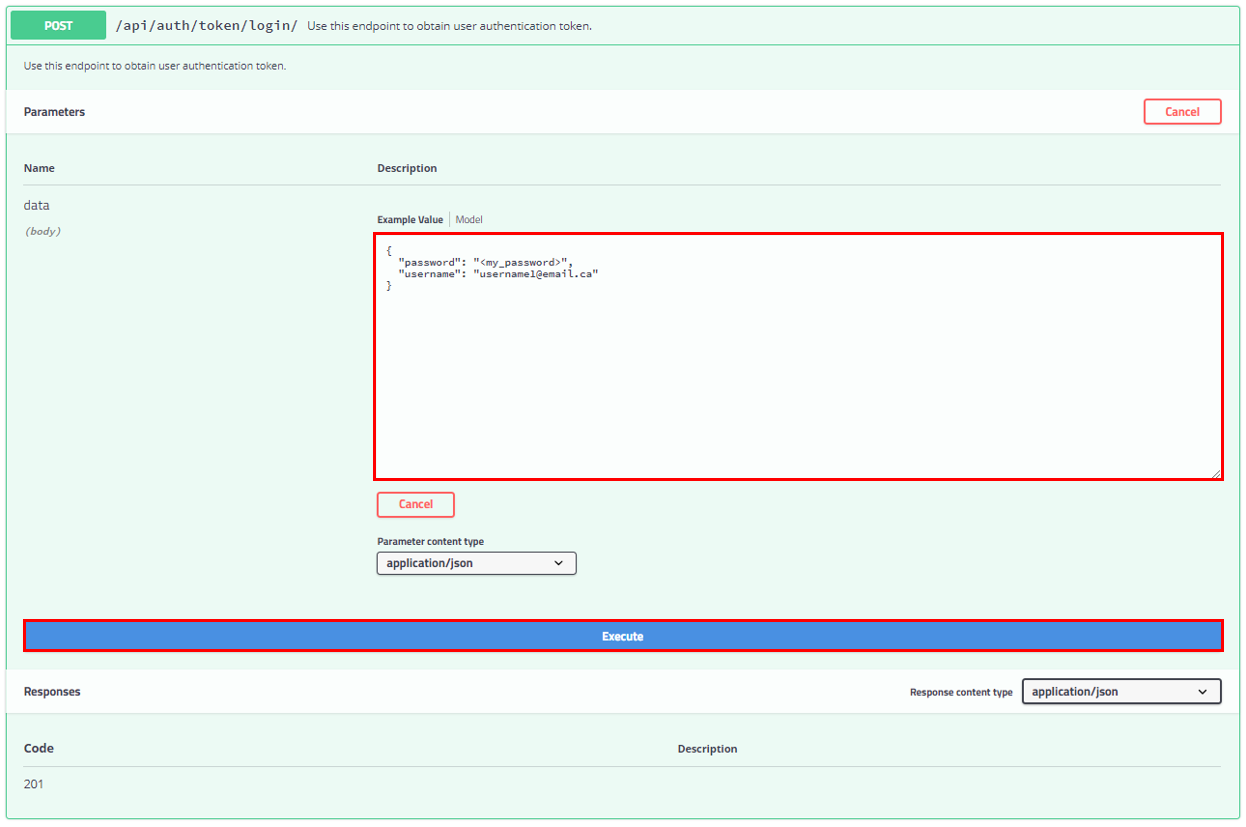 POST /api/auth/token/login/ Use this endpoint to obtain user authentication token.
Use this endpoint to obtain user authentication token.
Parameters Cancel
Name Description
data
(body)
Example Value Model
{
"password": "<my_password>",
"username": "username1@email.ca"
}
Cancel
Parameter content type
application/json
Execute
Responses Response content type application/json
Code Description
201